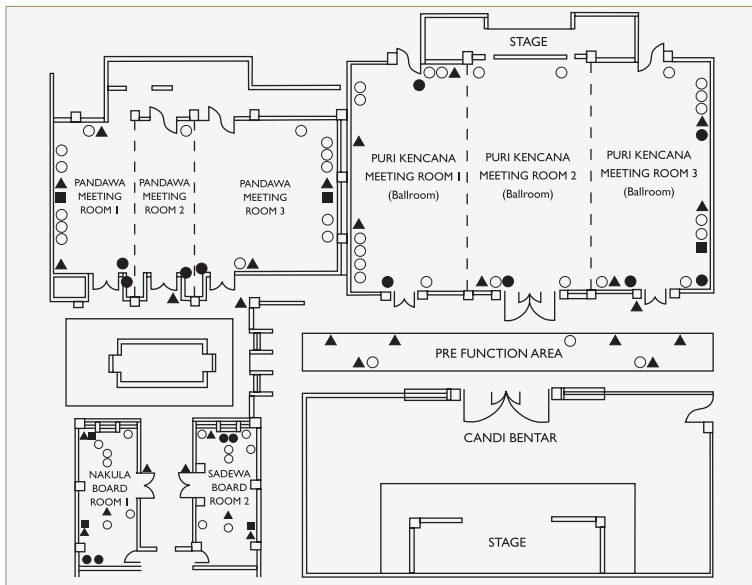 STAGE
PURI KENCANA
MEETING ROOM 1
(Ballroom)
PURI KENCANA
MEETING ROOM 2
(Ballroom)
PURI KENCANA
MEETING ROOM 3
(Ballroom)
PANDAWA
MEETING
ROOM 1
PANDAWA
MEETING
ROOM 2
PANDAWA
MEETING
ROOM 3
PRE FUNCTION AREA
CANDI BENTAR
NAKULA
BOARD
ROOM 1
SADEWA
BOARD
ROOM 2
STAGE